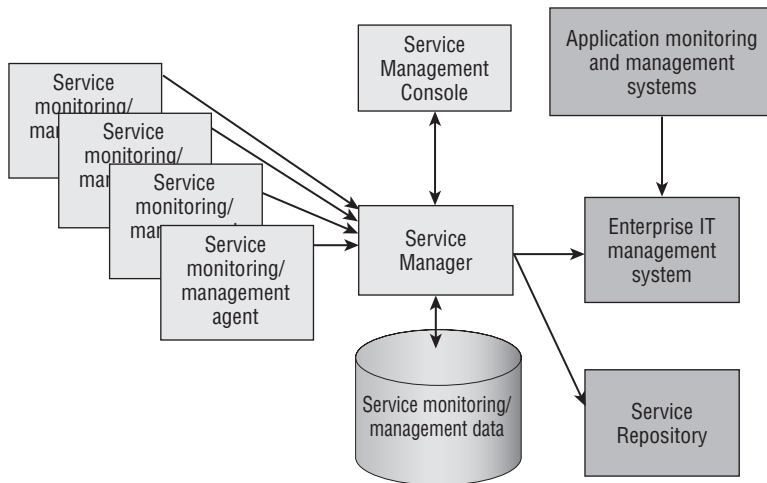 Service
Management
Console
Application monitoring
and management
systems
Service
monitoring/
Service
monitoring/
Service
monitoring/
Service
monitoring/
management
agent
Service
Manager
Enterprise IT
management
system
Service monitoring/
management data
Service
Repository